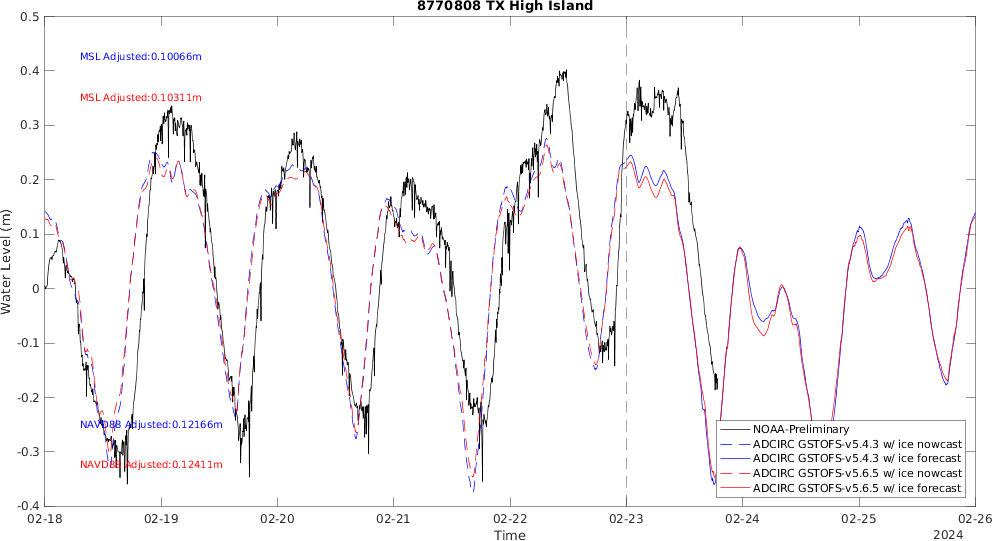 8770808 TX High Island
0.5
0.4
0.3
0.2
0.1
0
-0.1
-0.2
-0.3
-0.4
Water Level (m)
MSL Adjusted:0.10066m
MSL Adjusted:0.10311m
NAVD88 Adjusted:0.12166m
NAVD88 Adjusted:0.12411m
NOAA-Preliminary
ADCIRC GSTOFS-v5.4.3 w/ ice nowcast
ADCIRC GSTOFS-v5.4.3 w/ ice forecast
ADCIRC GSTOFS-v5.6.5 w/ ice nowcast
ADCIRC GSTOFS-v5.6.5 w/ ice forecast
02-18 02-19 02-20 02-21 02-22 02-23 02-24 02-25 02-26
Time
2024